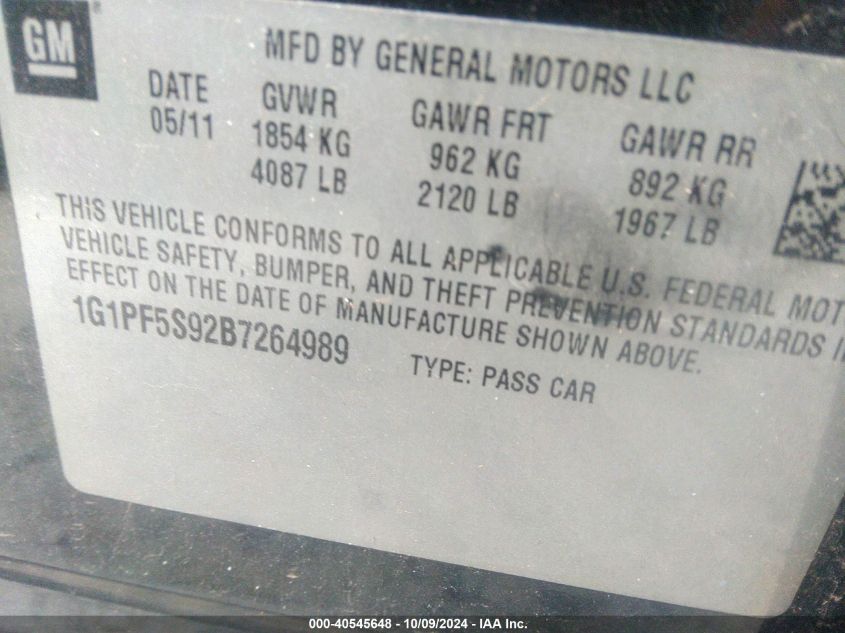 GM
MFD BY GENERAL MOTORS LLC
DATE GVWR GAWR FRT GAWR RR
05/11 1854 KG 962 KG 892 KG
4087 LB 2120 LB 1967 LB
THIS VEHICLE CONFORMS TO ALL APPLICABLE U.S. FEDERAL MOT
VEHICLE SAFETY, BUMPER, AND THEFT PREVENTION STANDARDS I
EFFECT ON THE DATE OF MANUFACTURE SHOWN ABOVE.
1G1PF5S92B7264989 TYPE: PASS CAR
000-40545648 - 10/09/2024 - IAA Inc.